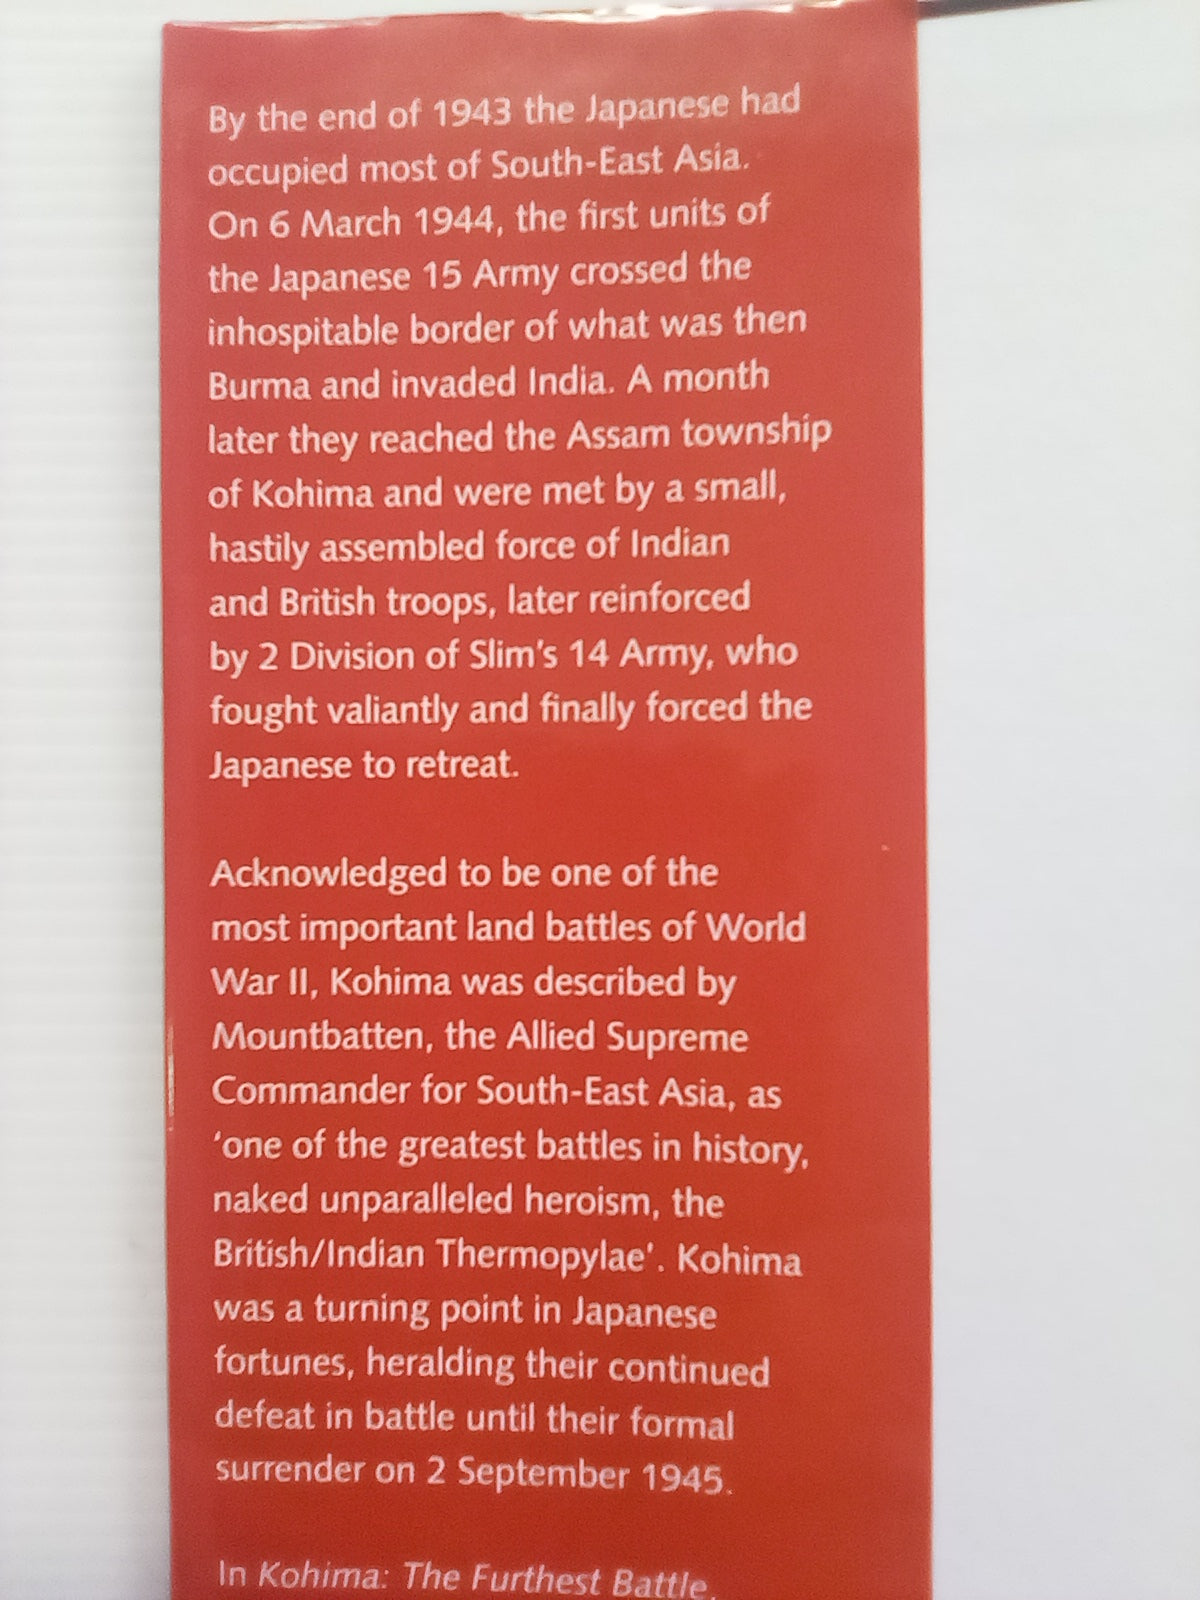 By the end of 1943 the Japanese had
occupied most of South-East Asia.
On 6 March 1944, the first units of
the Japanese 15 Army crossed the
inhospitable border of what was then
Burma and invaded India. A month
later they reached the Assam township
of Kohima and were met by a small,
hastily assembled force of Indian
and British troops, later reinforced
by 2 Division of Slim's 14 Army, who
fought valiantly and finally forced the
Japanese to retreat.
Acknowledged to be one of the
most important land battles of World
War II, Kohima was described by
Mountbatten, the Allied Supreme
Commander for South-East Asia, as
'one of the greatest battles in history,
naked unparalleled heroism, the
British/Indian Thermopylae'. Kohima
was a turning point in Japanese
fortunes, heralding their continued
defeat in battle until their formal
surrender on 2 September 1945.
In Kohima: The Furthest Battle,